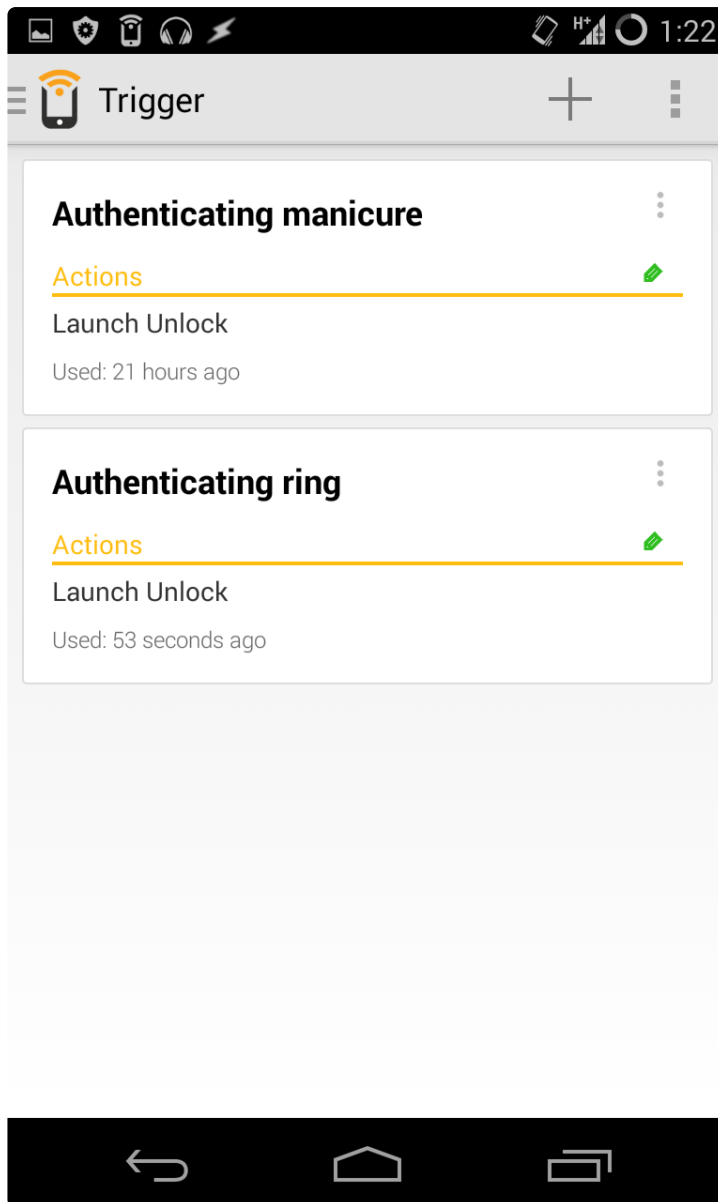 H+ 1:22
Trigger
Authenticating manicure
Actions
Launch Unlock
Used: 21 hours ago
Authenticating ring
Actions
Launch Unlock
Used: 53 seconds ago